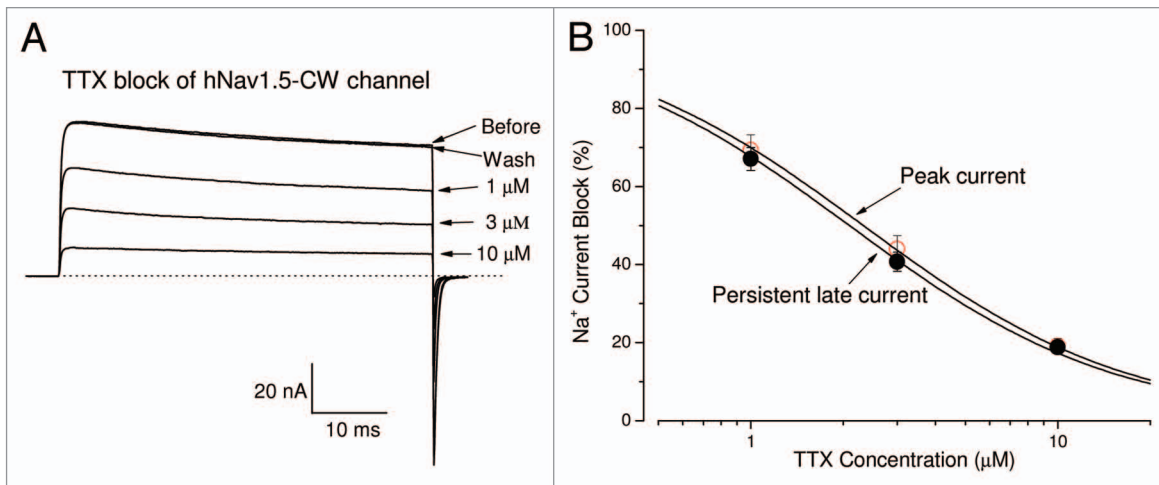 A
TTX block of hNav1.5-CW channel
Before
Wash
1 µM
3 µM
10 µM
20 nA
10 ms
B
Na⁺ Current Block (%)
100
80
60
40
20
0
Peak current
Persistent late current
1
10
TTX Concentration (µM)